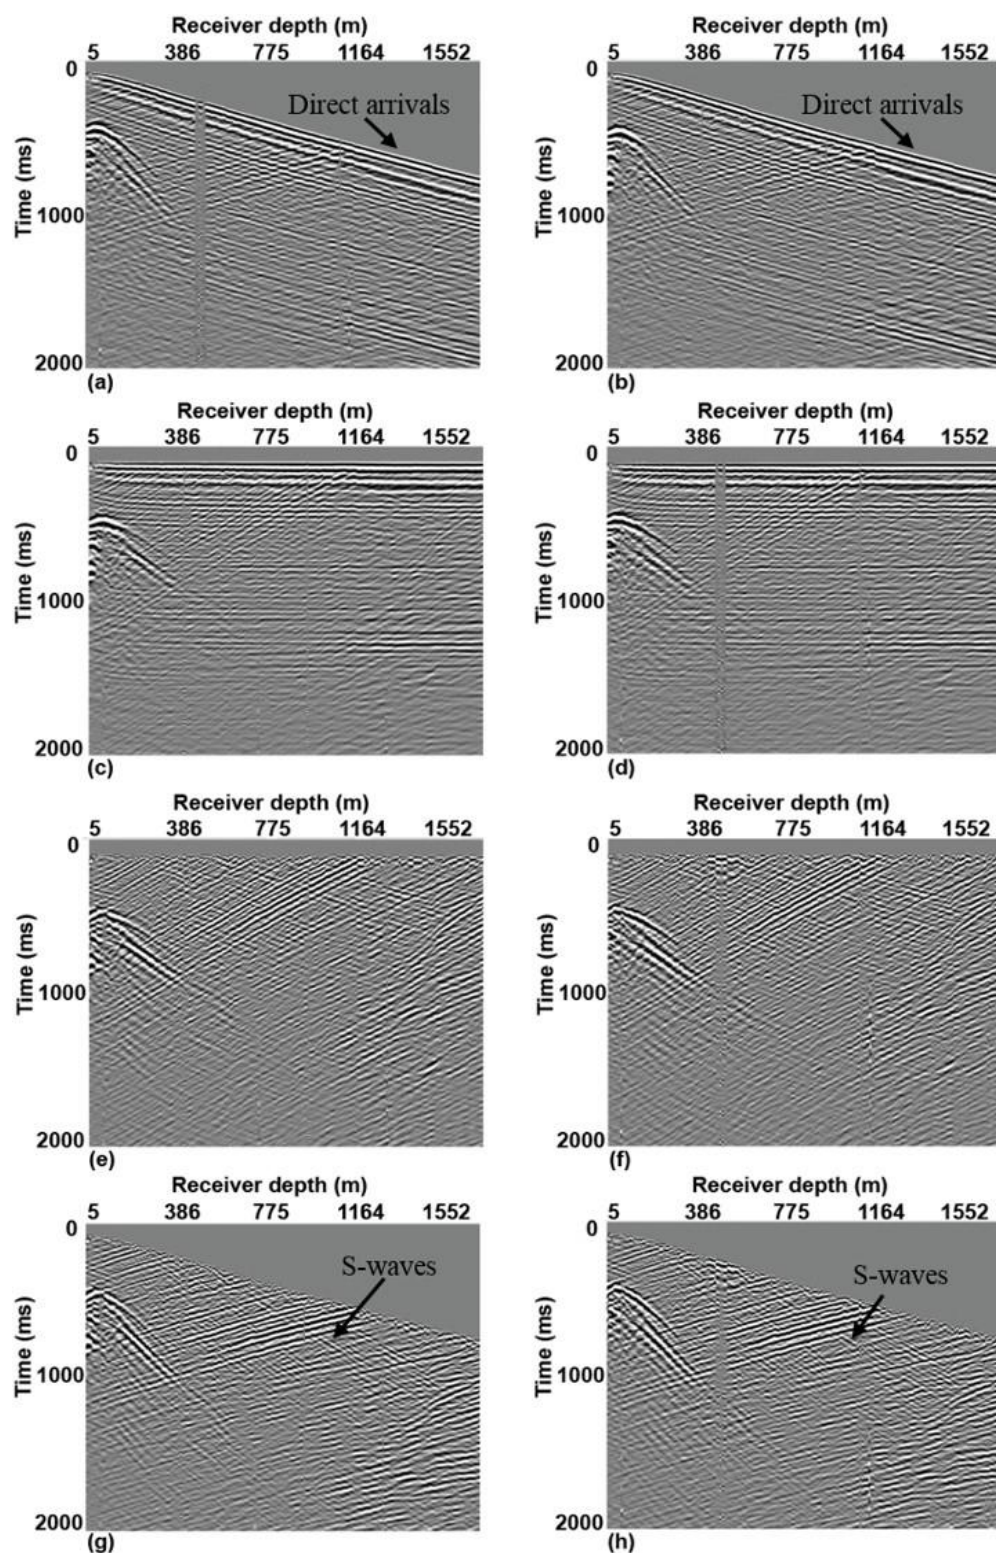 Receiver depth (m)
5 386 775 1164 1552
0
Direct arrivals
Time (ms)
1000
2000
(a)
Receiver depth (m)
5 386 775 1164 1552
0
Direct arrivals
Time (ms)
1000
2000
(b)
Receiver depth (m)
5 386 775 1164 1552
0
Time (ms)
1000
2000
(c)
Receiver depth (m)
5 386 775 1164 1552
0
Time (ms)
1000
2000
(d)
Receiver depth (m)
5 386 775 1164 1552
0
Time (ms)
1000
2000
(e)
Receiver depth (m)
5 386 775 1164 1552
0
Time (ms)
1000
2000
(f)
Receiver depth (m)
5 386 775 1164 1552
0
S-waves
Time (ms)
1000
2000
(g)
Receiver depth (m)
5 386 775 1164 1552
0
S-waves
Time (ms)
1000
2000
(h)